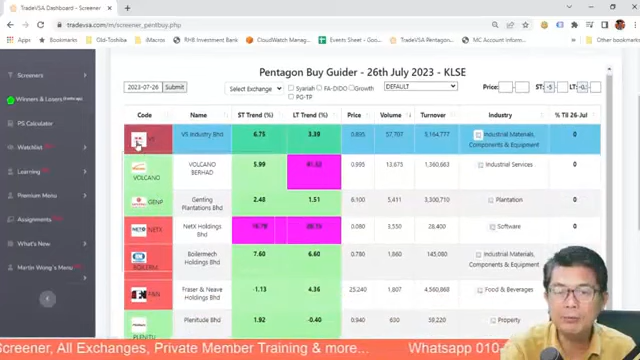 TradeVSA Dashboard - Screener
tradevsa.com/m/screener_pentbuy.php
Apps
Bookmarks
Old-Toshiba
iMacros
RHB Investment Bank
CloudWatch Manag...
Events Sheet - Goog...
TradeVSA Pentagon...
MC Account Inform...
Other bookmarks
Pentagon Buy Guider - 26th July 2023 - KLSE
2023-07-26 Submit Select Exchange Syariah FA-DIDO Growth PG-TP DEFAULT Price: ST: LT:
Code Name ST Trend (%) LT Trend (%) Price Volume Turnover Industry % Till 26-Jul
VS Industry Bhd 6.75 3.39 57,707 Industrial Materials, Components & Equipment 0
VOLCANO VOLCANO BERHAD 5.99 0.995 13,675 1,360,663 Industrial Services 0
GENP Genting Plantations Bhd 2.48 1.51 6.100 5,411 3,300,710 Plantation 0
NETX NetX Holdings Bhd 0.080 3,550 28,400 Software 0
BOILERM Boilermech Holdings Bhd 7.60 6.60 0.780 1,860 145,080 Industrial Materials, Components & Equipment
F&N Fraser & Neave Holdings Bhd -1.13 4.36 25.240 1,807 4,560,868 Food & Beverages
PLENITU Plenitude Bhd 1.92 -0.40 0.940 630 59,220 Property
Screeners
Winners & Losers
PS Calculator
Watchlist
Learning
Premium Menu
Assignments
What's New
Martin Wong's Menu
Screener, All Exchanges, Private Member Training & more... Whatsapp 010-